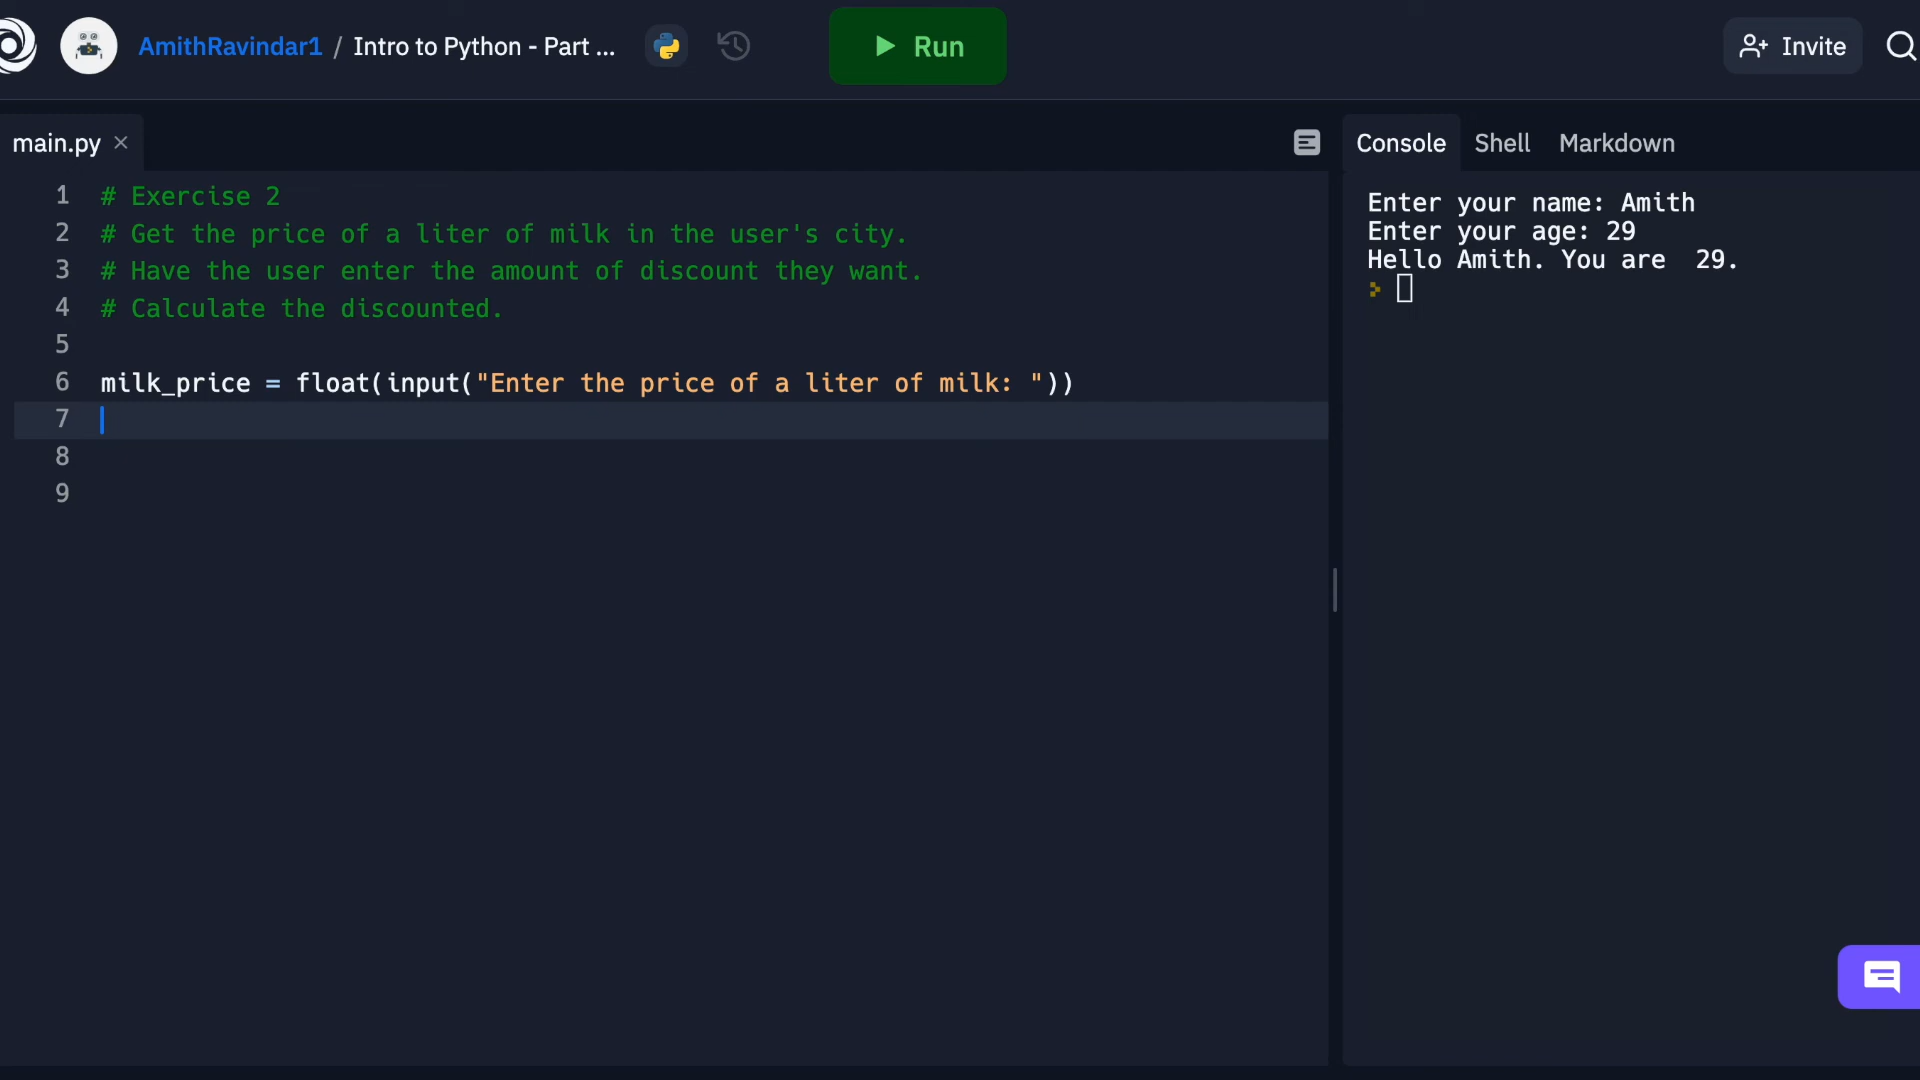 AmithRavindar1 / Intro to Python - Part ...
Run
Invite
main.py
Console Shell Markdown
1 # Exercise 2
2 # Get the price of a liter of milk in the user's city.
3 # Have the user enter the amount of discount they want.
4 # Calculate the discounted.
5
6 milk_price = float(input("Enter the price of a liter of milk: "))
7
8
9
Enter your name: Amith
Enter your age: 29
Hello Amith. You are  29.